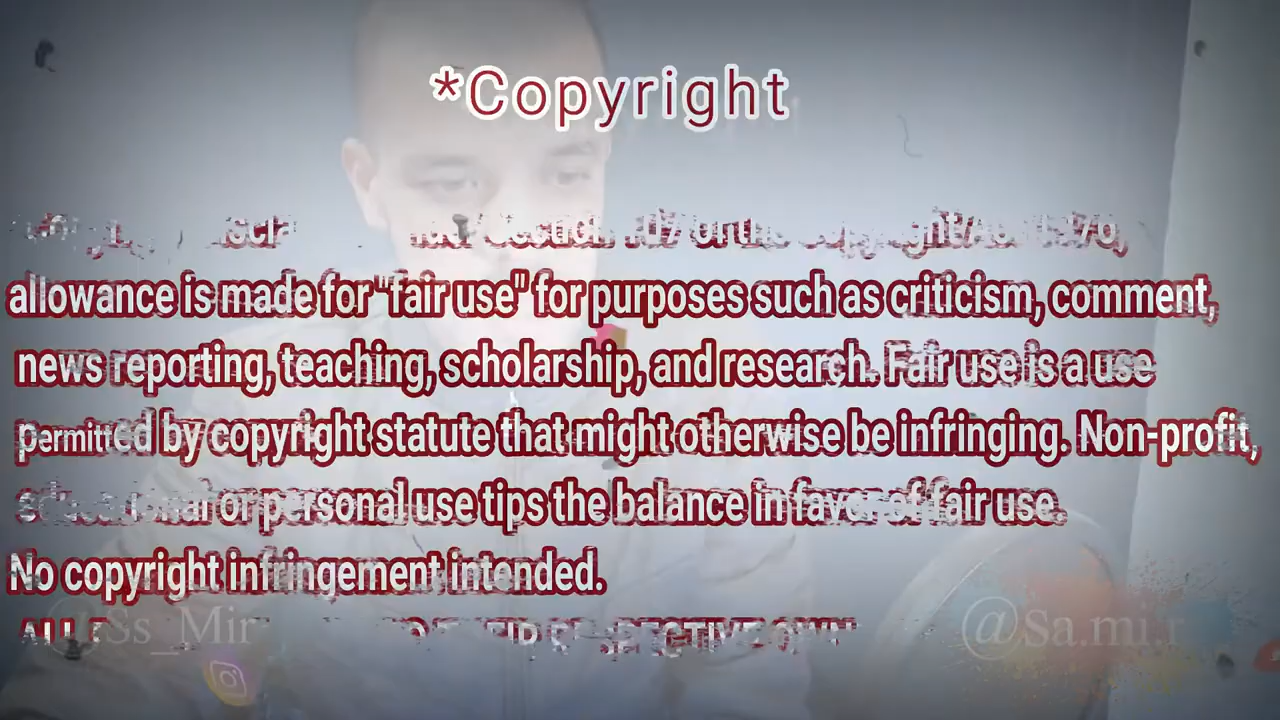 *Copyright
allowance is made for "fair use" for purposes such as criticism, comment,
news reporting, teaching, scholarship, and research. Fair use is a use
permitted by copyright statute that might otherwise be infringing. Non-profit,
or personal use tips the balance in favor of fair use.
No copyright infringement intended.
Ss_Mir
@Sa.mi.r